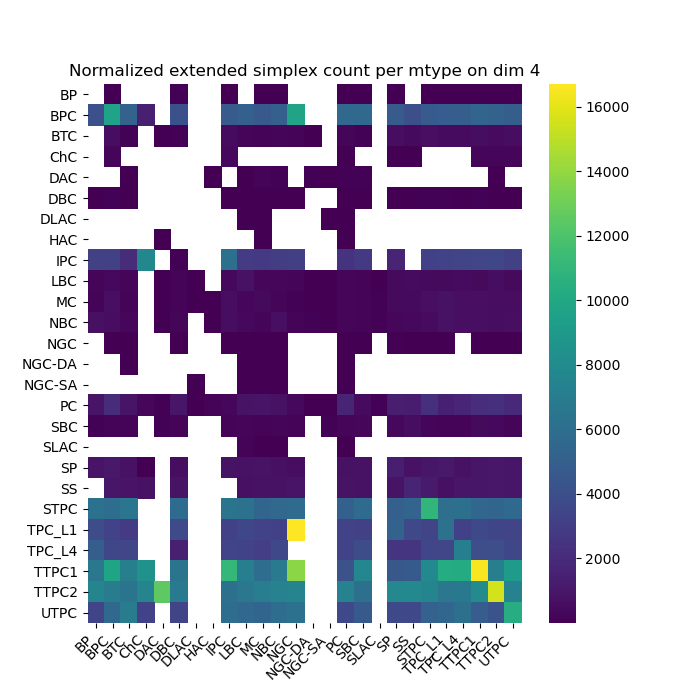 Normalized extended simplex count per mtype on dim 4
BP
BPC
BTC
ChC
DAC
DBC
DLAC
HAC
IPC
LBC
MC
NBC
NGC
NGC-DA
NGC-SA
PC
SBC
SLAC
SP
SS
STPC
TPC_L1
TPC_L4
TTPC1
TTPC2
UTPC
BP
BPC
BTC
ChC
DAC
DBC
DLAC
HAC
IPC
LBC
MC
NBC
NGC
NGC-DA
NGC-SA
PC
SBC
SLAC
SP
SS
STPC
TPC_L1
TPC_L4
TTPC1
TTPC2
UTPC
16000
14000
12000
10000
8000
6000
4000
2000